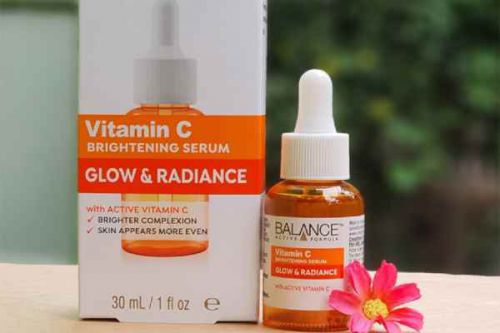 Vitamin C
BRIGHTENING SERUM
GLOW & RADIANCE
with ACTIVE VITAMIN C
✓ BRIGHTER COMPLEXION
✓ SKIN APPEARS MORE EVEN
30 ml / 1 fl oz ℮
BALANCE
ACTIVE FORMULA
Vitamin C
BRIGHTENING SERUM
GLOW & RADIANCE
with ACTIVE VITAMIN C